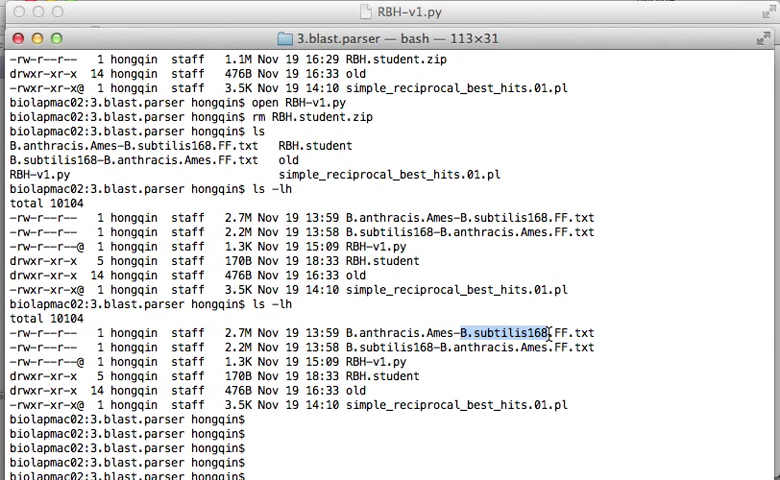 RBH-v1.py
3.blast.parser — bash — 113×31
-rw-r--r-- 1 hongqin staff 1.1M Nov 19 16:29 RBH.student.zip
drwxr-xr-x 14 hongqin staff 476B Nov 19 16:33 old
-rwxr-xr-x@ 1 hongqin staff 3.5K Nov 19 14:10 simple_reciprocal_best_hits.01.pl
biolapmac02:3.blast.parser hongqin$ open RBH-v1.py
biolapmac02:3.blast.parser hongqin$ rm RBH.student.zip
biolapmac02:3.blast.parser hongqin$ ls
B.anthracis.Ames-B.subtilis168.FF.txt RBH.student
B.subtilis168-B.anthracis.Ames.FF.txt old
RBH-v1.py simple_reciprocal_best_hits.01.pl
biolapmac02:3.blast.parser hongqin$ ls -lh
total 10104
-rw-r--r-- 1 hongqin staff 2.7M Nov 19 13:59 B.anthracis.Ames-B.subtilis168.FF.txt
-rw-r--r-- 1 hongqin staff 2.2M Nov 19 13:58 B.subtilis168-B.anthracis.Ames.FF.txt
-rw-r--r--@ 1 hongqin staff 1.3K Nov 19 15:09 RBH-v1.py
drwxr-xr-x 5 hongqin staff 170B Nov 19 18:33 RBH.student
drwxr-xr-x 14 hongqin staff 476B Nov 19 16:33 old
-rwxr-xr-x@ 1 hongqin staff 3.5K Nov 19 14:10 simple_reciprocal_best_hits.01.pl
biolapmac02:3.blast.parser hongqin$ ls -lh
total 10104
-rw-r--r-- 1 hongqin staff 2.7M Nov 19 13:59 B.anthracis.Ames-B.subtilis168.FF.txt
-rw-r--r-- 1 hongqin staff 2.2M Nov 19 13:58 B.subtilis168-B.anthracis.Ames.FF.txt
-rw-r--r--@ 1 hongqin staff 1.3K Nov 19 15:09 RBH-v1.py
drwxr-xr-x 5 hongqin staff 170B Nov 19 18:33 RBH.student
drwxr-xr-x 14 hongqin staff 476B Nov 19 16:33 old
-rwxr-xr-x@ 1 hongqin staff 3.5K Nov 19 14:10 simple_reciprocal_best_hits.01.pl
biolapmac02:3.blast.parser hongqin$
biolapmac02:3.blast.parser hongqin$
biolapmac02:3.blast.parser hongqin$
biolapmac02:3.blast.parser hongqin$
biolapmac02:3.blast.parser hongqin$